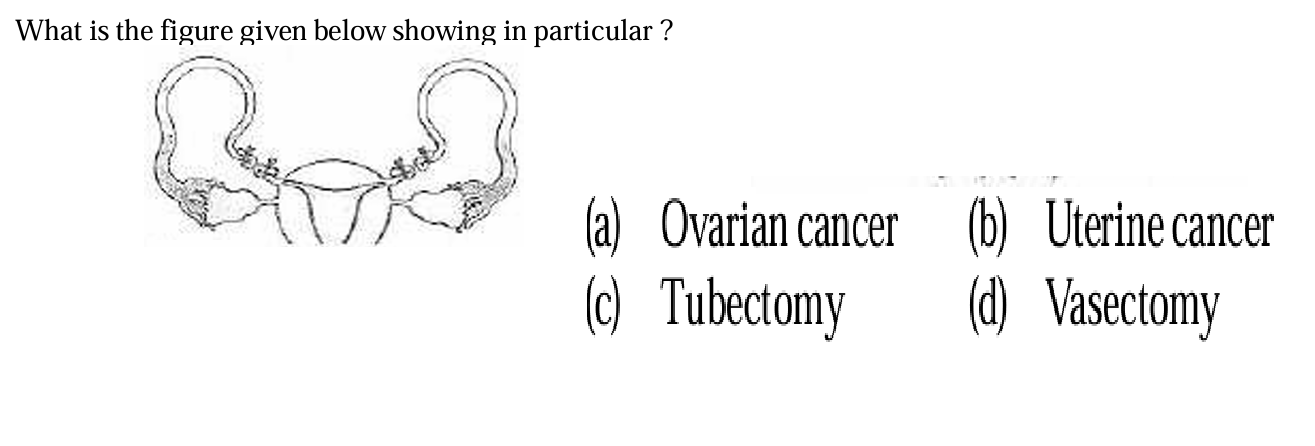 What is the figure given below showing in particular ?
(a) Ovarian cancer (b) Uterine cancer
(c) Tubectomy (d) Vasectomy